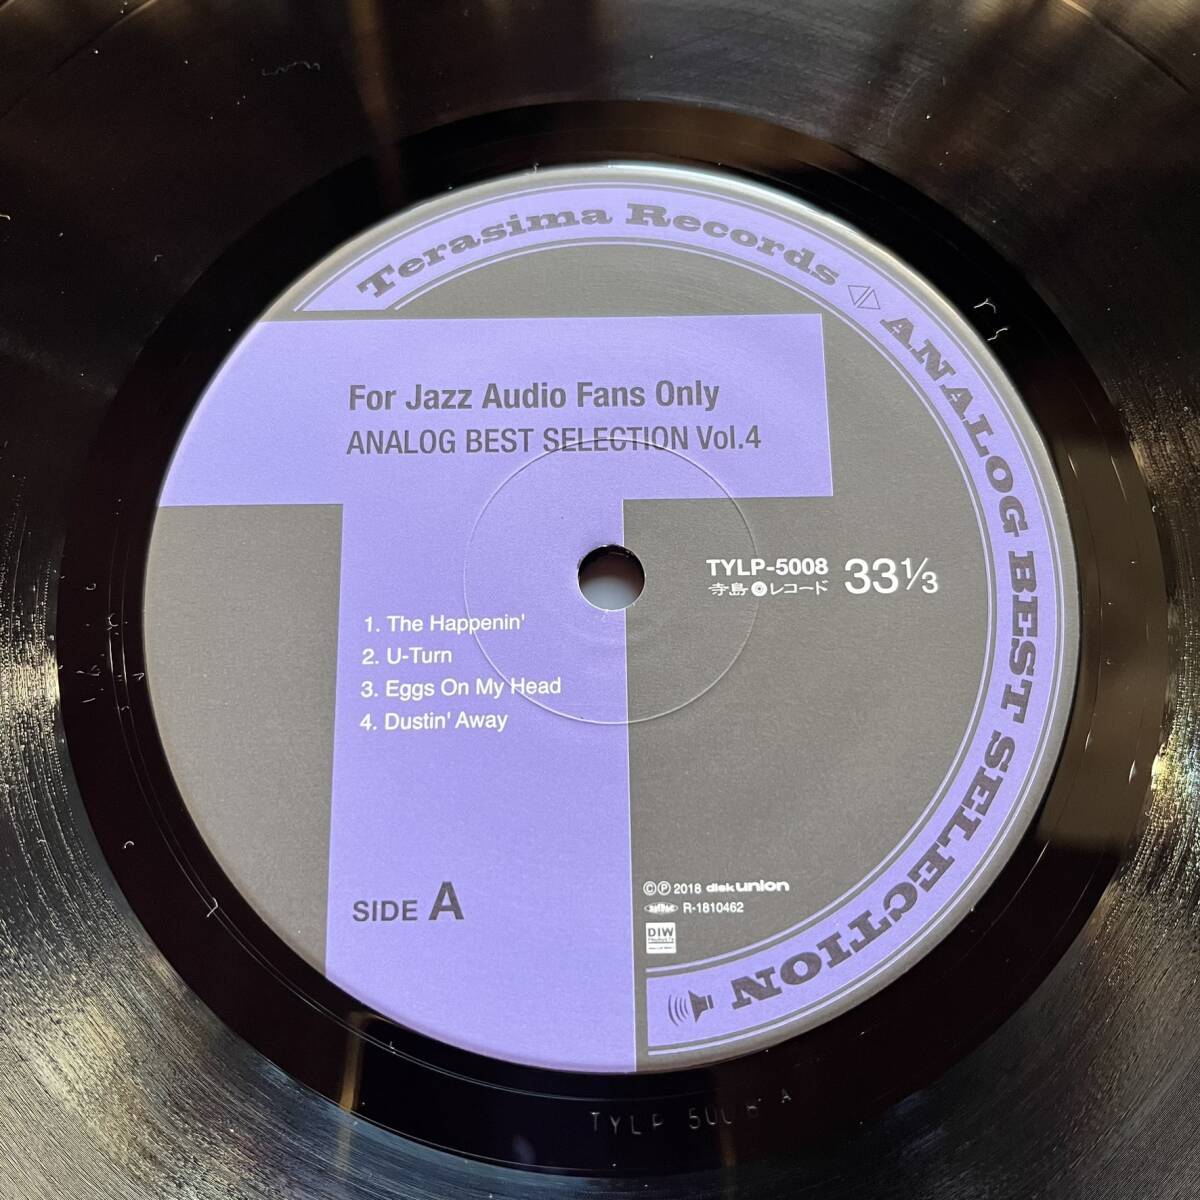 Terasima Records ANALOG BEST SELECTION
For Jazz Audio Fans Only
ANALOG BEST SELECTION Vol.4
TYLP-5008
寺島レコード
33⅓
1. The Happenin'
2. U-Turn
3. Eggs On My Head
4. Dustin' Away
SIDE A
©℗ 2018 disk union
R-1810462
DIW
TYLP 5008 A